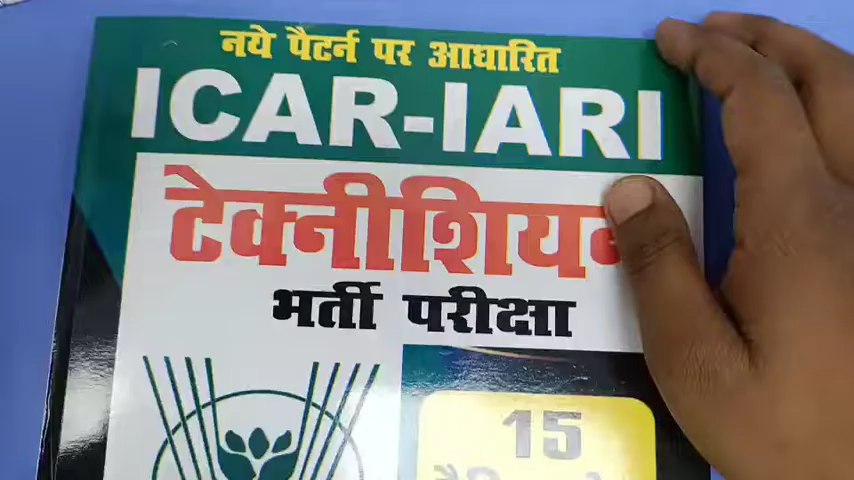 नये पैटर्न पर आधारित
ICAR-IARI
टेक्नीशियन
भर्ती परीक्षा
15